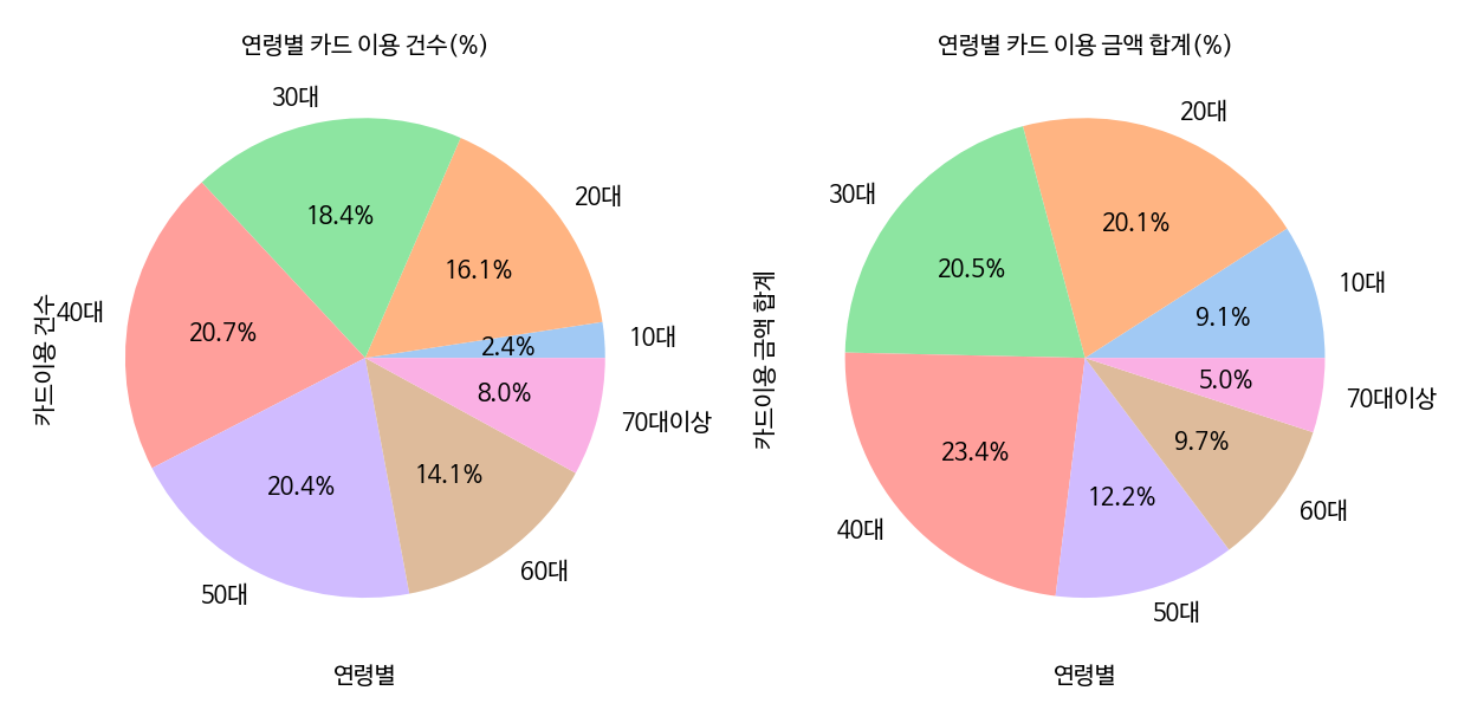 연령별 카드 이용 건수(%)
30대
18.4%
20대
16.1%
40대
20.7%
10대
2.4%
8.0%
70대이상
20.4%
14.1%
50대
60대
카드이용 건수
연령별
연령별 카드 이용 금액 합계(%)
20대
20.1%
30대
20.5%
10대
9.1%
5.0%
70대이상
23.4%
9.7%
12.2%
40대
60대
50대
카드이용 금액 합계
연령별